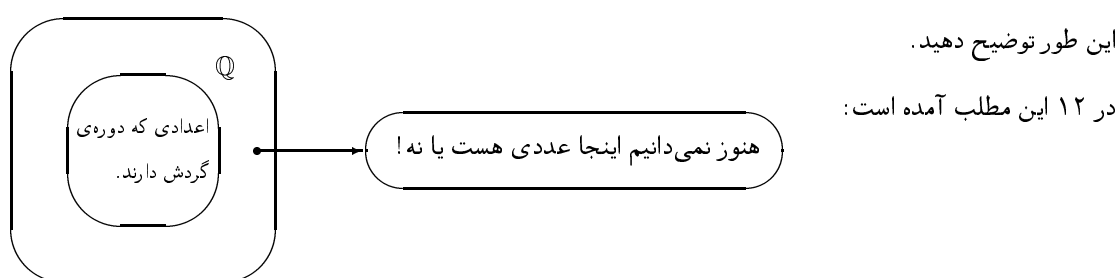 این طور توضیح دهید.
در ۱۲ این مطلب آمده است:
ℚ
اعدادی که دوره‌ی
گردش دارند.
هنوز نمی‌دانیم اینجا عددی هست یا نه!